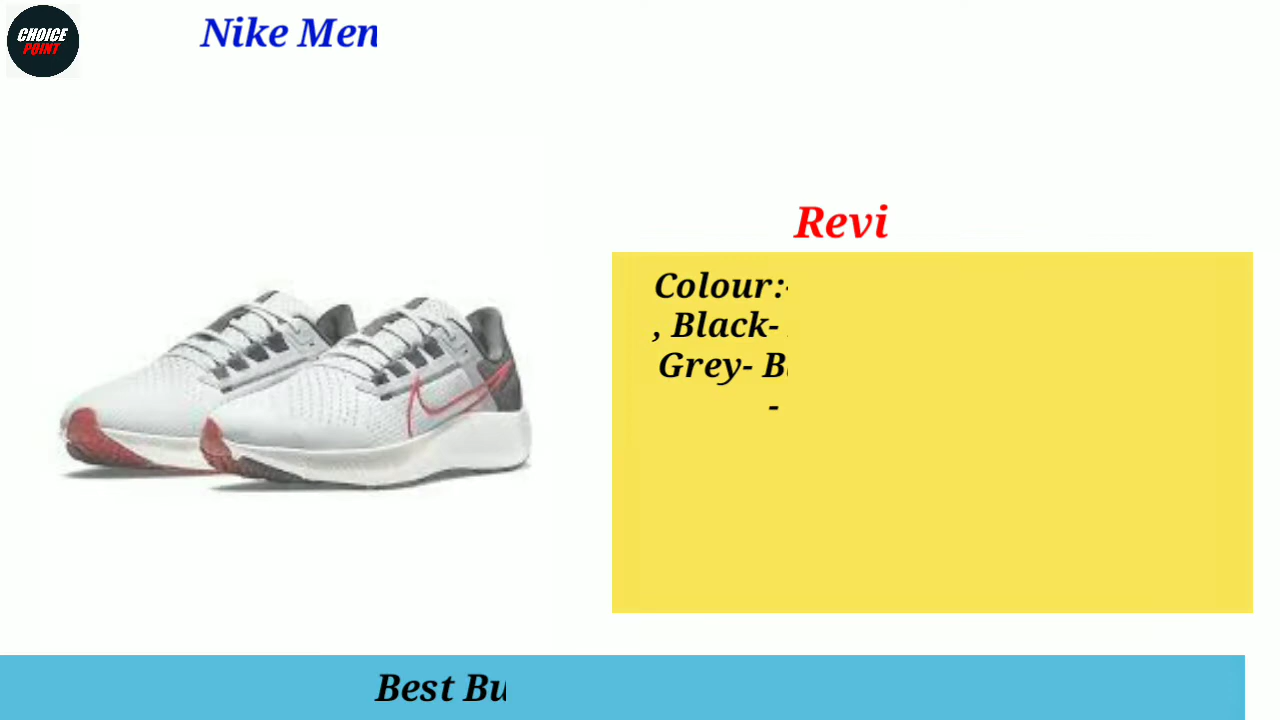 CHOICE
POINT
Nike Men
Revi
Colour:-
, Black-
Grey- B
-
Best Bu